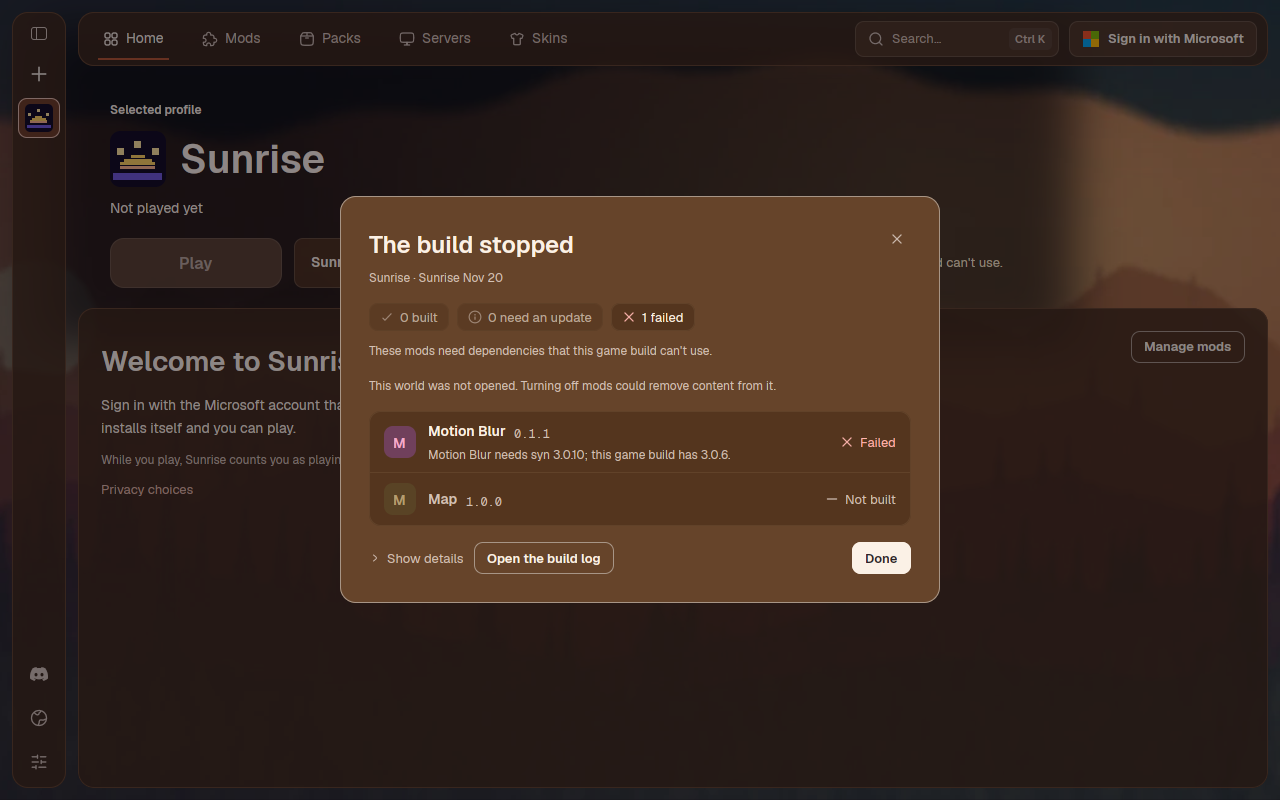 Home
Mods
Packs
Servers
Skins
Search...
Ctrl K
Sign in with Microsoft
Selected profile
Sunrise
Not played yet
Play
can't use.
The build stopped
Sunrise · Sunrise Nov 20
0 built
0 need an update
1 failed
These mods need dependencies that this game build can't use.
This world was not opened. Turning off mods could remove content from it.
M
Motion Blur 0.1.1
Failed
Motion Blur needs syn 3.0.10; this game build has 3.0.6.
M
Map 1.0.0
Not built
Show details
Open the build log
Done
Welcome to
Manage mods
Sign in with the Microsoft account
installs itself and you can play.
While you play, Sunrise counts you as
Privacy choices